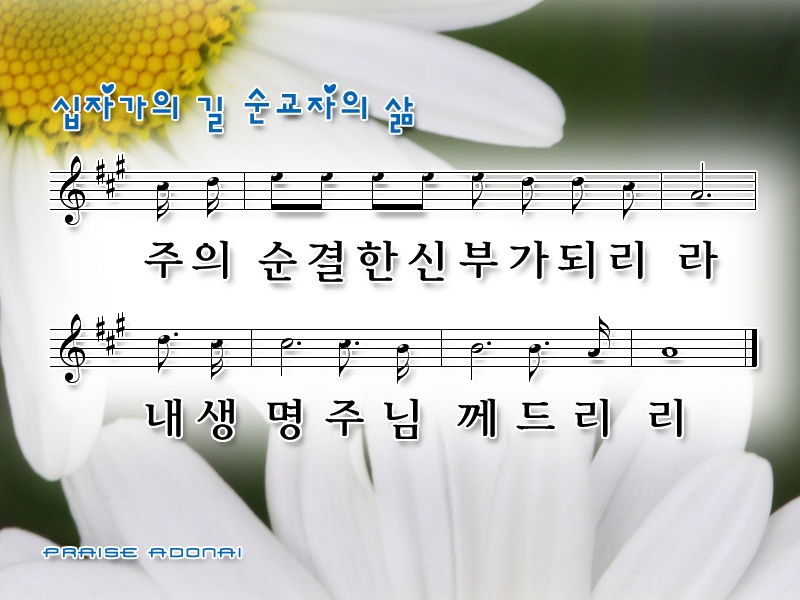 십자가의 길 순교자의 삶
주의 순결한신부가되리 라
내생 명주님 께드리 리
PRAISE ADONAI